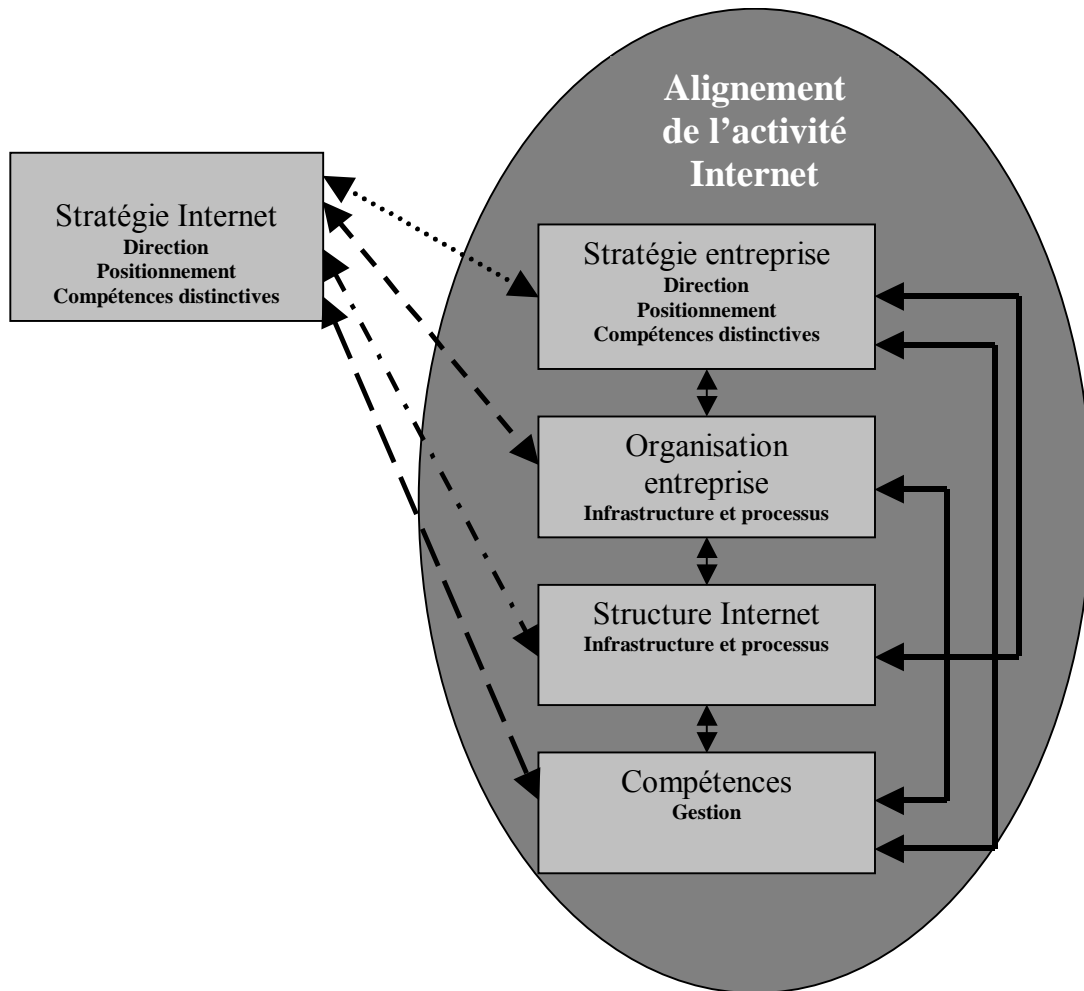 Alignement
de l’activité
Internet
Stratégie Internet
Direction
Positionnement
Compétences distinctives
Stratégie entreprise
Direction
Positionnement
Compétences distinctives
Organisation
entreprise
Infrastructure et processus
Structure Internet
Infrastructure et processus
Compétences
Gestion